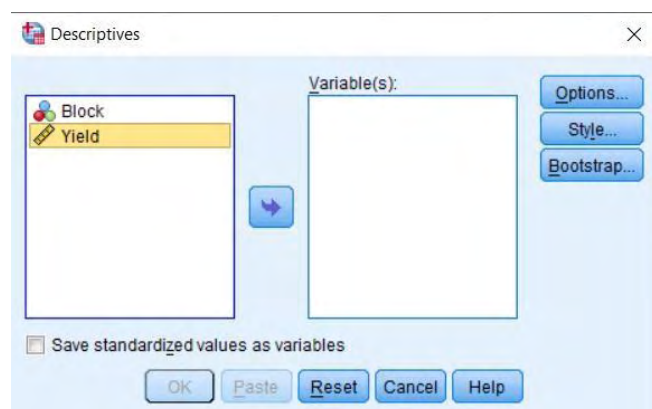 Descriptives
Variable(s):
Block
Yield
Options...
Style...
Bootstrap...
Save standardized values as variables
OK Paste Reset Cancel Help